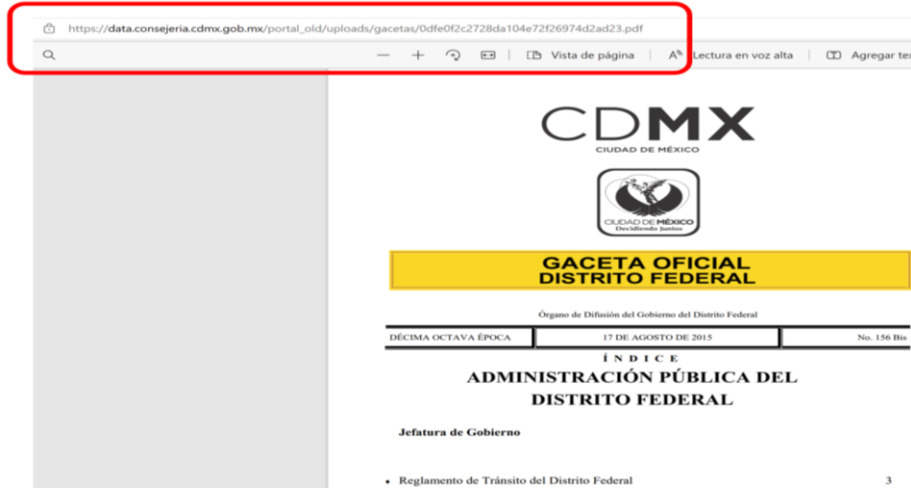 https://data.consejeria.cdmx.gob.mx/portal_old/uploads/gacetas/0dfe0f2c2728da104e72f26974d2ad23.pdf
Vista de página | A Lectura en voz alta | Agregar te
CDMX
CIUDAD DE MÉXICO
CIUDAD DE MÉXICO
Decidiendo Juntos
GACETA OFICIAL
DISTRITO FEDERAL
Órgano de Difusión del Gobierno del Distrito Federal
DÉCIMA OCTAVA ÉPOCA 17 DE AGOSTO DE 2015 No. 156 Bis
Í N D I C E
ADMINISTRACIÓN PÚBLICA DEL
DISTRITO FEDERAL
Jefatura de Gobierno
• Reglamento de Tránsito del Distrito Federal 3